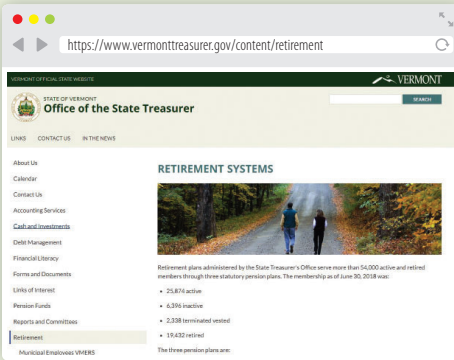 https://www.vermonttreasurer.gov/content/retirement
VERMONT OFFICIAL STATE WEBSITE
VERMONT
STATE OF VERMONT
Office of the State Treasurer
SEARCH
LINKS CONTACT US IN THE NEWS
About Us
Calendar
Contact Us
Accounting Services
Cash and Investments
Debt Management
Financial Literacy
Forms and Documents
Links of Interest
Pension Funds
Reports and Committees
Retirement
Municipal Employees VMERS
RETIREMENT SYSTEMS
Retirement plans administered by the State Treasurer's Office serve more than 54,000 active and retired
members through three statutory pension plans. The membership as of June 30, 2018 was:
• 25,874 active
• 6,396 inactive
• 2,338 terminated vested
• 19,432 retired
The three pension plans are: